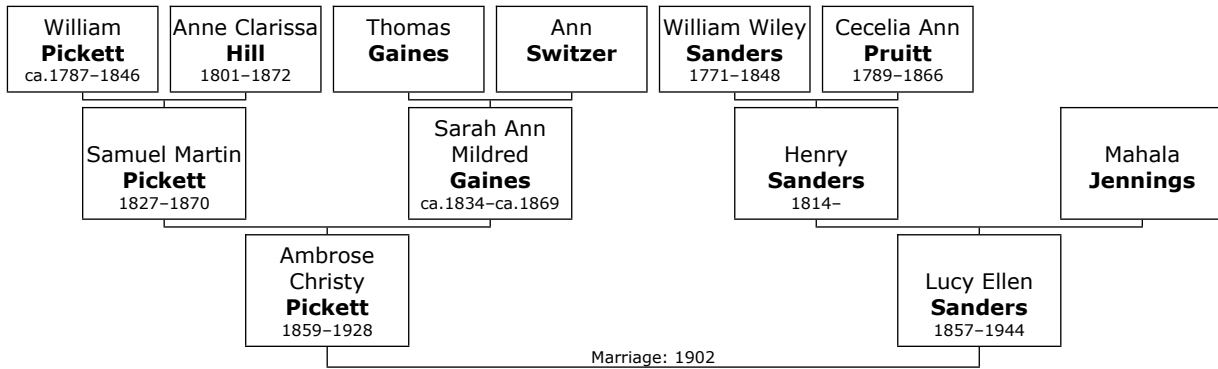 William
Pickett
ca.1787–1846
Anne Clarissa
Hill
1801–1872
Thomas
Gaines
Ann
Switzer
William Wiley
Sanders
1771–1848
Cecelia Ann
Pruitt
1789–1866
Samuel Martin
Pickett
1827–1870
Sarah Ann
Mildred
Gaines
ca.1834–ca.1869
Henry
Sanders
1814–
Mahala
Jennings
Ambrose
Christy
Pickett
1859–1928
Lucy Ellen
Sanders
1857–1944
Marriage: 1902